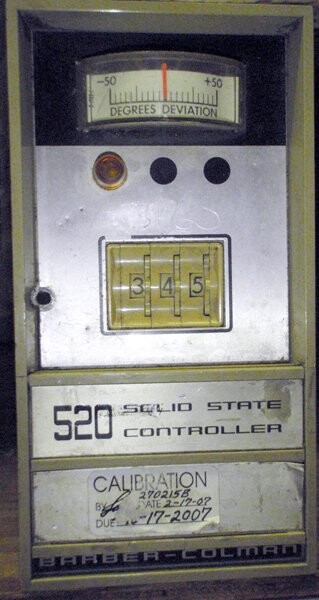 -50 +50
DEGREES DEVIATION
3 4 5
520 SOLID STATE
CONTROLLER
CALIBRATION
270215B
BY DATE 2-17-07
DUE -17-2007
BARBER-COLMAN